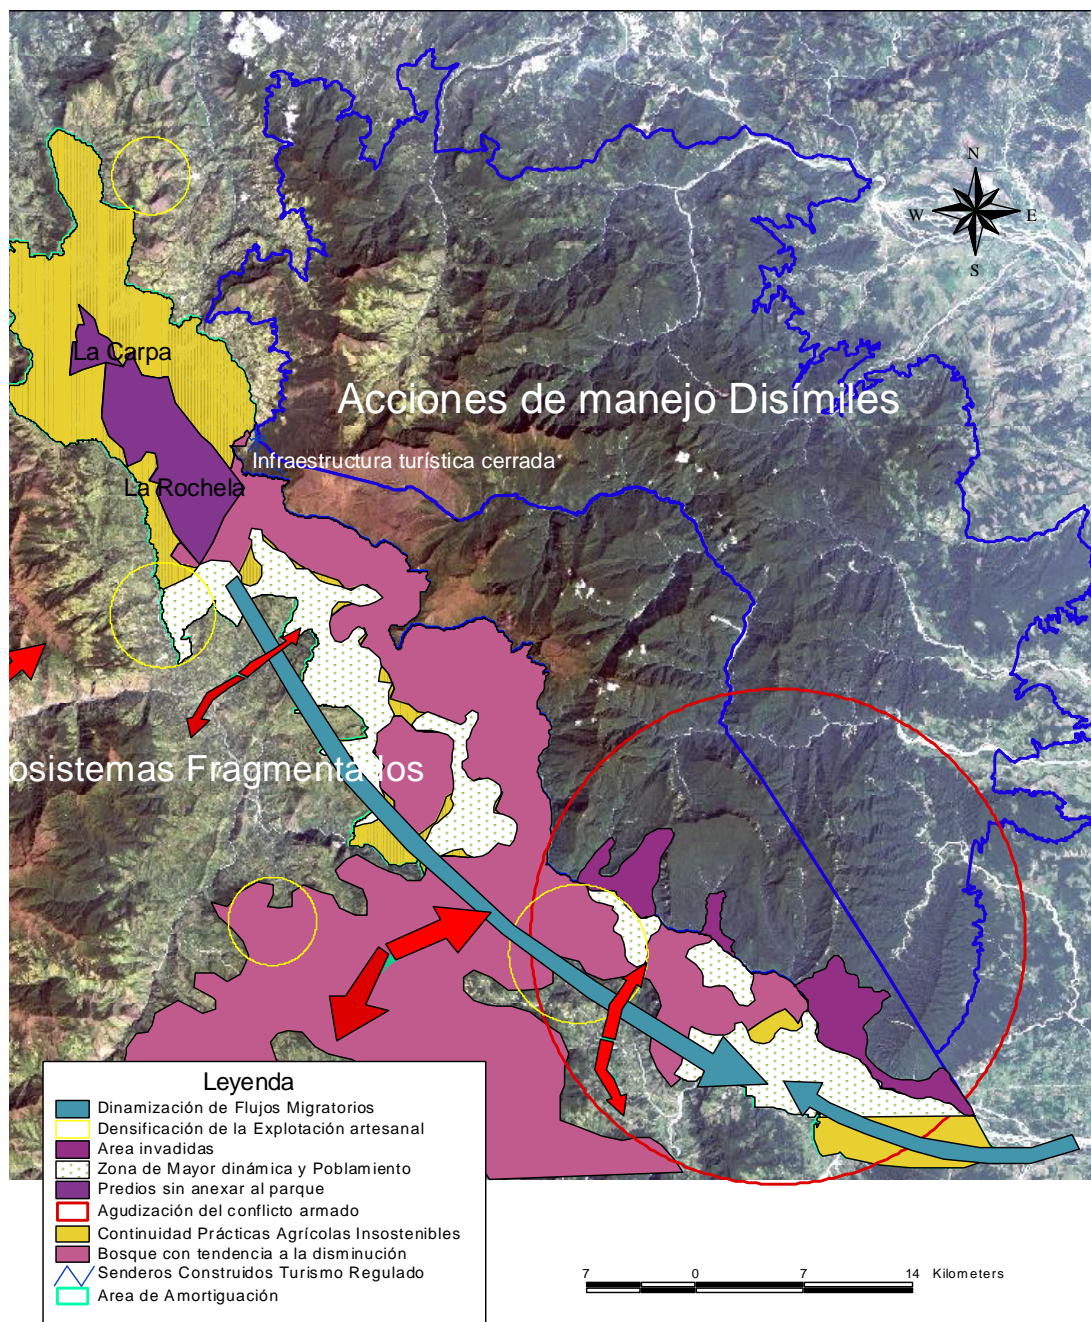 N
W
E
S
La Carpa
Acciones de manejo Disímiles
Infraestructura turística cerrada*
La Rochela
osistemas Fragmentados
Leyenda
Dinamización de Flujos Migratorios
Densificación de la Explotación artesanal
Area invadidas
Zona de Mayor dinámica y Poblamiento
Predios sin anexar al parque
Agudización del conflicto armado
Continuidad Prácticas Agrícolas Insostenibles
Bosque con tendencia a la disminución
Senderos Construidos Turismo Regulado
Area de Amortiguación
7 0 7 14 Kilometers